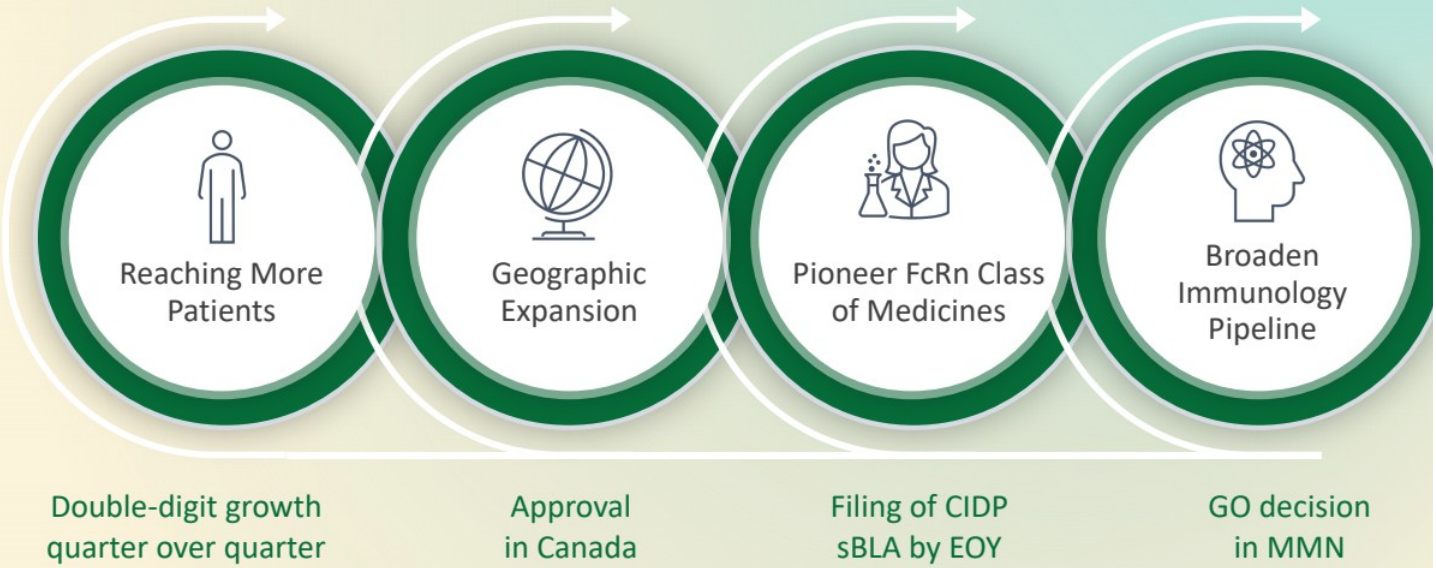 Reaching More
Patients
Geographic
Expansion
Pioneer FcRn Class
of Medicines
Broaden
Immunology
Pipeline
Double-digit growth
quarter over quarter
Approval
in Canada
Filing of CIDP
sBLA by EOY
GO decision
in MMN